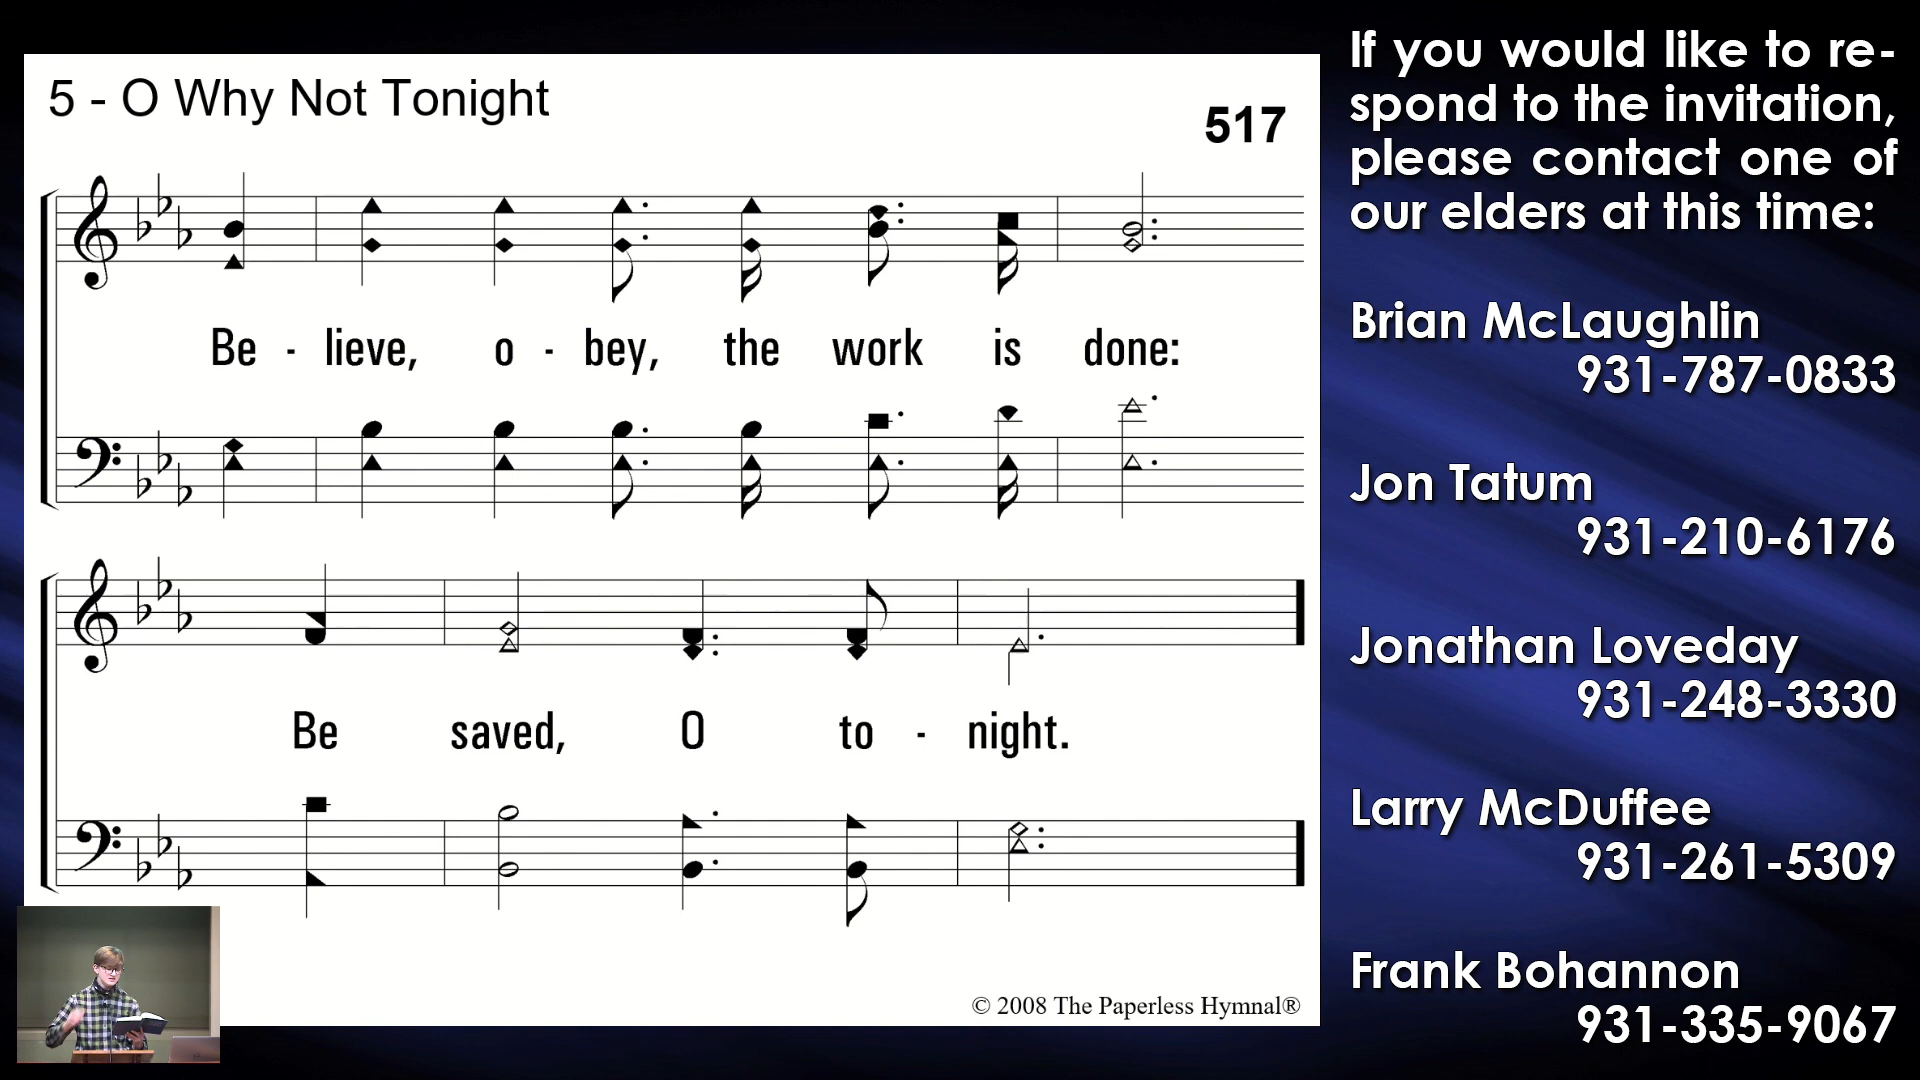 5 - O Why Not Tonight
517
Be - lieve, o - bey, the work is done:
Be saved, O to - night.
© 2008 The Paperless Hymnal®
If you would like to re-
spond to the invitation,
please contact one of
our elders at this time:
Brian McLaughlin
931-787-0833
Jon Tatum
931-210-6176
Jonathan Loveday
931-248-3330
Larry McDuffee
931-261-5309
Frank Bohannon
931-335-9067